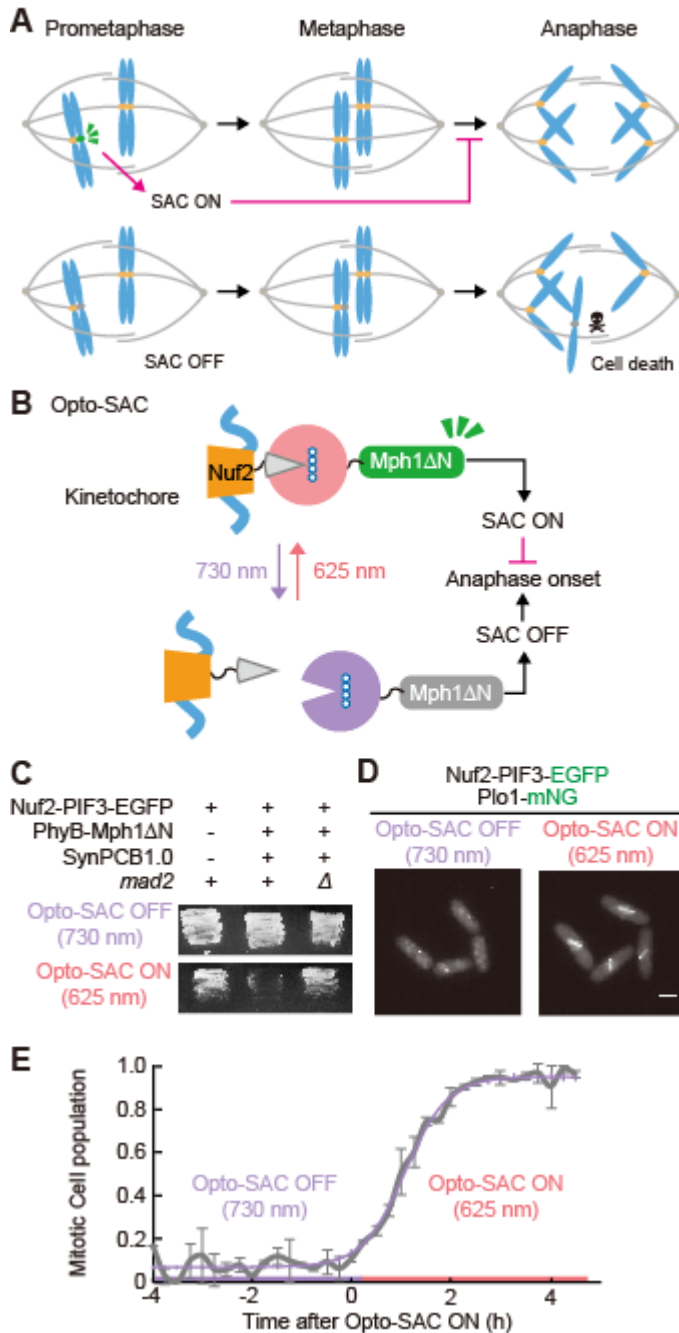 A
Prometaphase Metaphase Anaphase
SAC ON
SAC OFF
Cell death
B Opto-SAC
Nuf2
Mph1ΔN
Kinetochore
SAC ON
730 nm 625 nm
Anaphase onset
SAC OFF
Mph1ΔN
C
Nuf2-PIF3-EGFP + + +
PhyB-Mph1ΔN - + +
SynPCB1.0 - + +
mad2 + + Δ
Opto-SAC OFF
(730 nm)
Opto-SAC ON
(625 nm)
D
Nuf2-PIF3-EGFP
Plo1-mNG
Opto-SAC OFF Opto-SAC ON
(730 nm) (625 nm)
E
Mitotic Cell population
1.0
0.8
0.6
0.4
0.2
0
Opto-SAC OFF
(730 nm)
Opto-SAC ON
(625 nm)
-4 -2 0 2 4
Time after Opto-SAC ON (h)